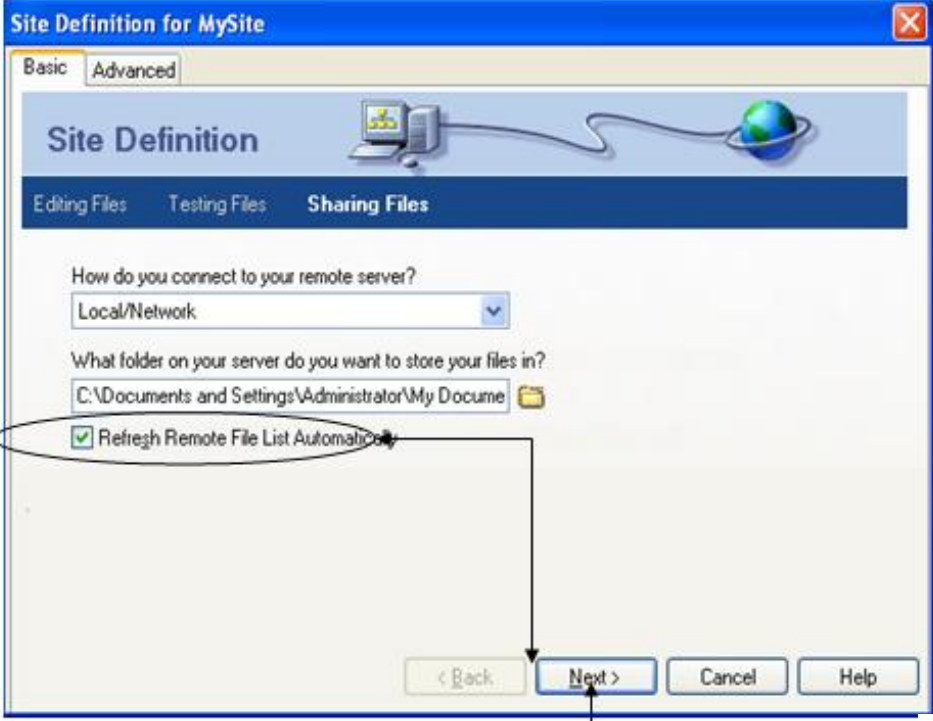 Site Definition for MySite
Basic Advanced
Site Definition
Editing Files Testing Files Sharing Files
How do you connect to your remote server?
Local/Network
What folder on your server do you want to store your files in?
C:\Documents and Settings\Administrator\My Docume
Refresh Remote File List Automatically
< Back Next > Cancel Help